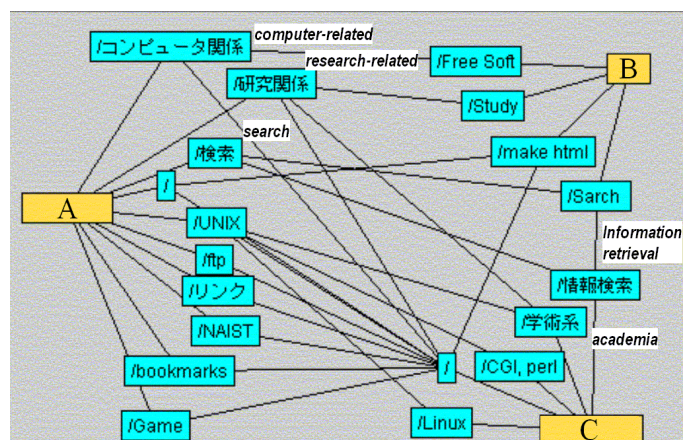 /コンピュータ関係
computer-related
research-related
/Free Soft
B
/研究関係
/Study
search
/検索
/make html
/
/Sarch
A
/UNIX
Information
retrieval
/ftp
/リンク
/情報検索
/学術系
/NAIST
academia
/bookmarks
/
/CGI, perl
/Game
/Linux
C